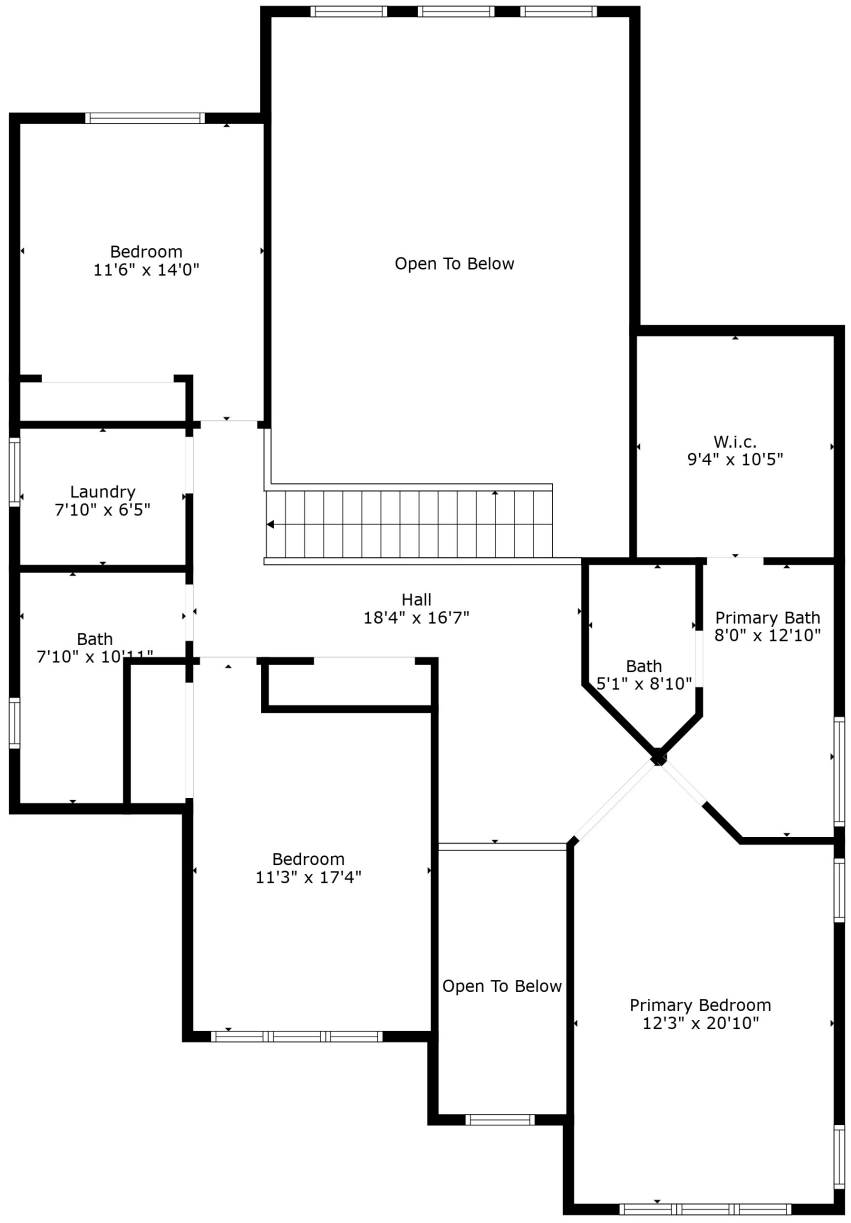 Open To Below
Bedroom
11'6" x 14'0"
W.i.c.
9'4" x 10'5"
Laundry
7'10" x 6'5"
Hall
18'4" x 16'7"
Primary Bath
8'0" x 12'10"
Bath
7'10" x 10'11"
Bath
5'1" x 8'10"
Bedroom
11'3" x 17'4"
Open To Below
Primary Bedroom
12'3" x 20'10"